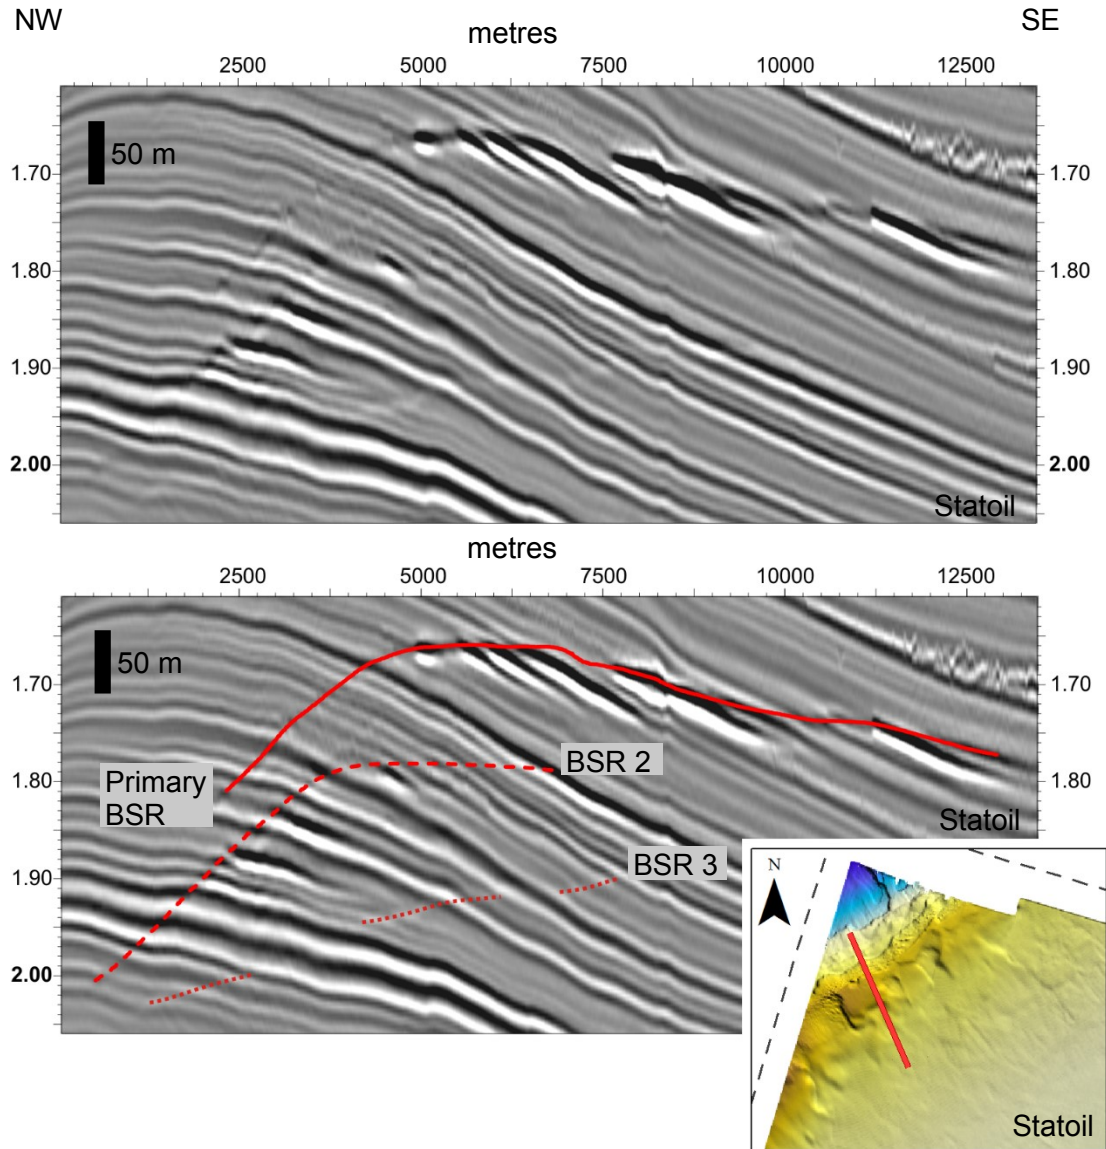 NW
SE
metres
2500 5000 7500 10000 12500
50 m
1.70 1.70
1.80 1.80
1.90 1.90
2.00 2.00
Statoil
metres
2500 5000 7500 10000 12500
50 m
1.70 1.70
BSR 2
Primary
BSR
1.80 1.80
Statoil
BSR 3
1.90
N
2.00
Statoil